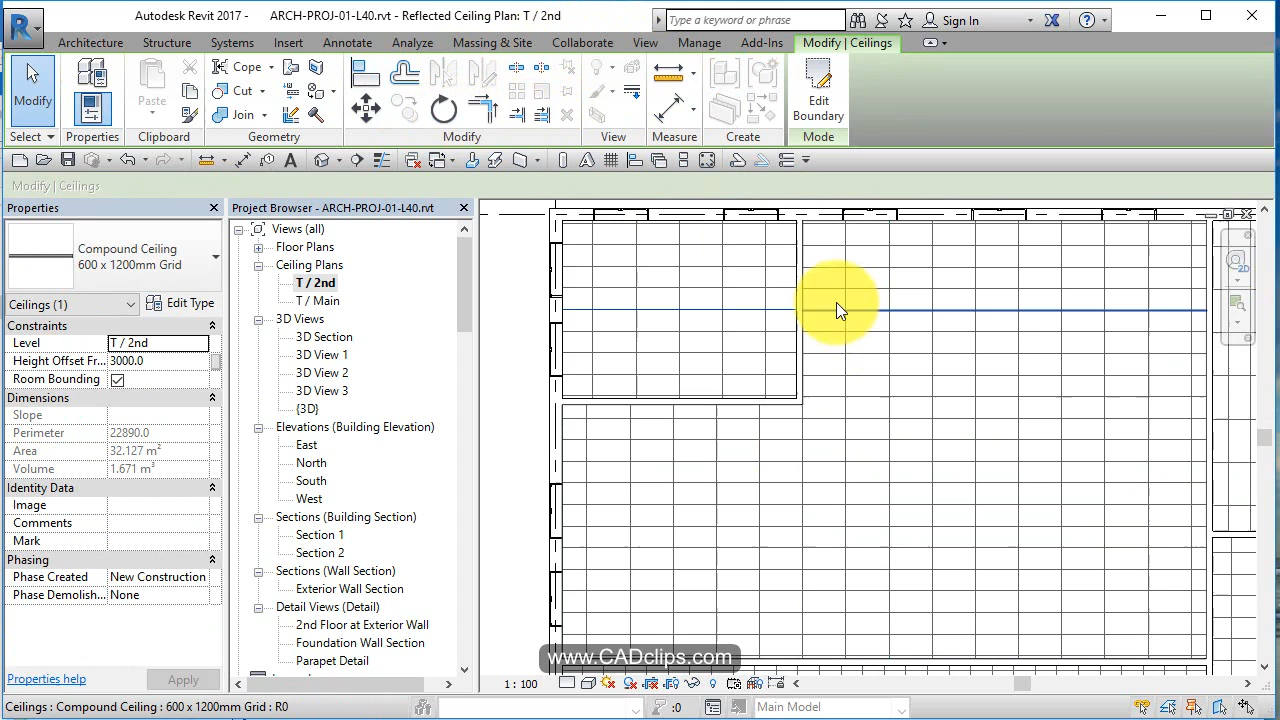 Autodesk Revit 2017 - ARCH-PROJ-01-L40.rvt - Reflected Ceiling Plan: T / 2nd
Type a keyword or phrase
Sign In
Architecture Structure Systems Insert Annotate Analyze Massing & Site Collaborate View Manage Add-Ins Modify | Ceilings
Modify
Paste
Cope
Cut
Join
Edit
Boundary
Select Properties Clipboard Geometry Modify View Measure Create Mode
Modify | Ceilings
Properties
Compound Ceiling
600 x 1200mm Grid
Ceilings (1)
Edit Type
Constraints
Level T / 2nd
Height Offset Fr... 3000.0
Room Bounding
Dimensions
Slope
Perimeter 22890.0
Area 32.127 m²
Volume 1.671 m³
Identity Data
Image
Comments
Mark
Phasing
Phase Created New Construction
Phase Demolish... None
Properties help
Apply
Project Browser - ARCH-PROJ-01-L40.rvt
Views (all)
Floor Plans
Ceiling Plans
T / 2nd
T / Main
3D Views
3D Section
3D View 1
3D View 2
3D View 3
{3D}
Elevations (Building Elevation)
East
North
South
West
Sections (Building Section)
Section 1
Section 2
Sections (Wall Section)
Exterior Wall Section
Detail Views (Detail)
2nd Floor at Exterior Wall
Foundation Wall Section
Parapet Detail
2D
www.CADclips.com
1 : 100
Ceilings : Compound Ceiling : 600 x 1200mm Grid : R0
:0
Main Model